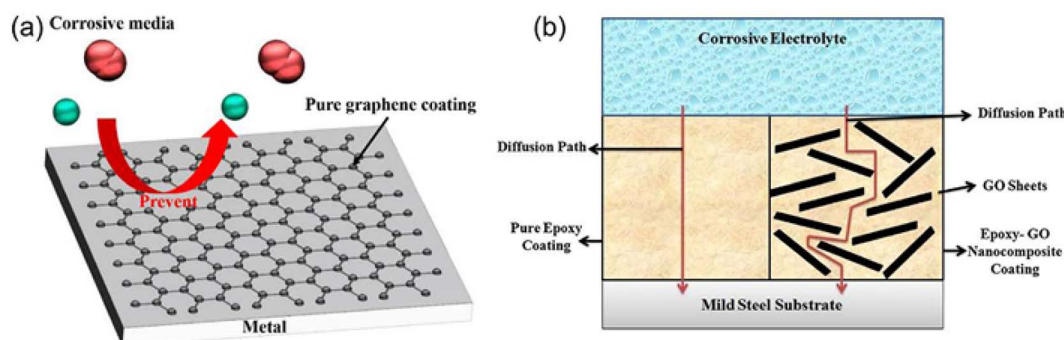 (a)
Corrosive media
Pure graphene coating
Prevent
Metal
(b)
Corrosive Electrolyte
Diffusion Path
Diffusion Path
GO Sheets
Pure Epoxy
Coating
Epoxy- GO
Nanocomposite
Coating
Mild Steel Substrate